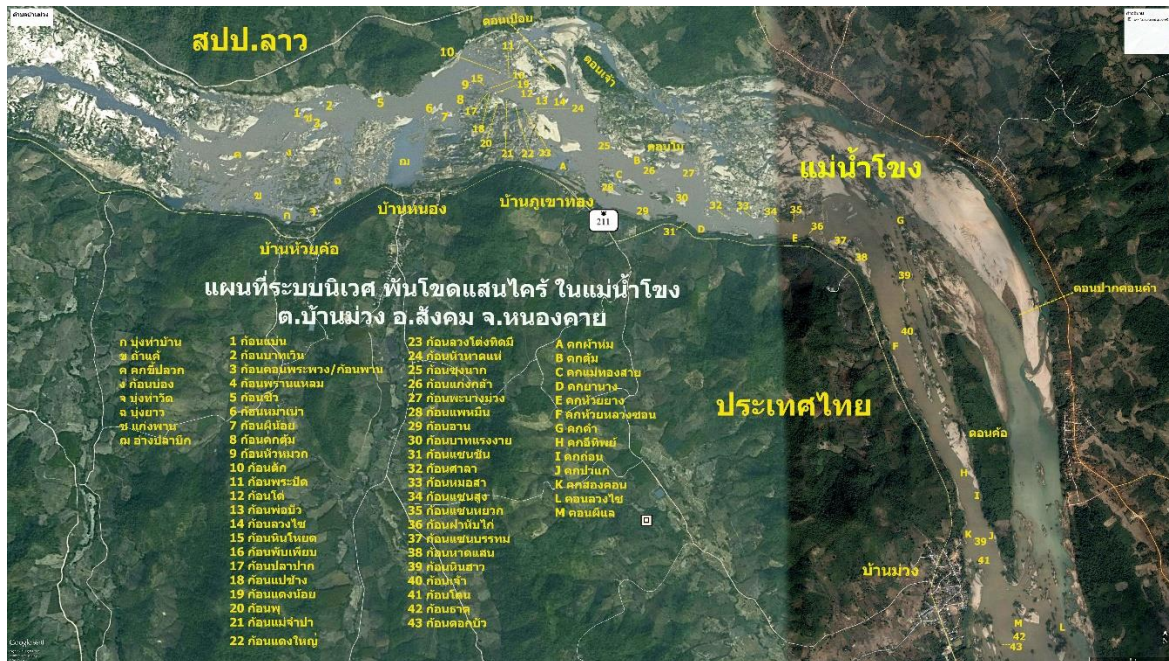 สปป.ลาว
ดอนเปือย
ดอนเจ้า
ดอนโน
แม่น้ำโขง
บ้านห้วยค้อ
บ้านหนอง
บ้านภูเขาทอง
211
แผนที่ระบบนิเวศ พันโขดแสนไคร้ ในแม่น้ำโขง
ต.บ้านม่วง อ.สังคม จ.หนองคาย
ดอนปากคอนคำ
ประเทศไทย
ดอนค้อ
บ้านม่วง
ก บุ่งท่าบ้าน
ข ถ้ำแค้
ค คกขี้ปลวก
ง ก้อนบ่อง
จ บุ่งท่าวัด
ฉ บุ่งยาว
ซ แก่งพาน
ฌ อ่างปลาบึก
1 ก้อนแบ่น
2 ก้อนบาทเวิน
3 ก้อนคอนพระพวง/ก้อนพาน
4 ก้อนพรานแหลม
5 ก้อนชิ่ว
6 ก้อนหมาเน่า
7 ก้อนผีน้อย
8 ก้อนคกตุ้ม
9 ก้อนหัวหมวก
10 ก้อนตึก
11 ก้อนพระปิด
12 ก้อนโต่
13 ก้อนพ่อบัว
14 ก้อนลวงไซ
15 ก้อนหินโหยด
16 ก้อนพับเพียบ
17 ก้อนปลาปาก
18 ก้อนแปช้าง
19 ก้อนแดงน้อย
20 ก้อนพุ
21 ก้อนแม่จำปา
22 ก้อนแดงใหญ่
23 ก้อนลวงโต่งทิดมี
24 ก้อนหัวหาดแห่
25 ก้อนขุงนาก
26 ก้อนแก่งกล้า
27 ก้อนพะนางม่วง
28 ก้อนแพหมืน
29 ก้อนอาน
30 ก้อนบาทแรงงาย
31 ก้อนแซนชัน
32 ก้อนศาลา
33 ก้อนหมอสา
34 ก้อนแซนสูง
35 ก้อนแซนหยวก
36 ก้อนฝาหับไก่
37 ก้อนแซนบรรทม
38 ก้อนหาดแสน
39 ก้อนหินฮาว
40 ก้อนเจ้า
41 ก้อนโดน
42 ก้อนธาตุ
43 ก้อนดอกบัว
A คกผ้าห่ม
B คกตุ้ม
C คกแม่ทองสาย
D คกยานาง
E คกห้วยยาง
F คกห้วยหลวงซอน
G คกคำ
H คกอีทิพย์
I คกก่อน
J คกปวแก่
K คกสองคอน
L คอนลวงไซ
M คอนผีแล